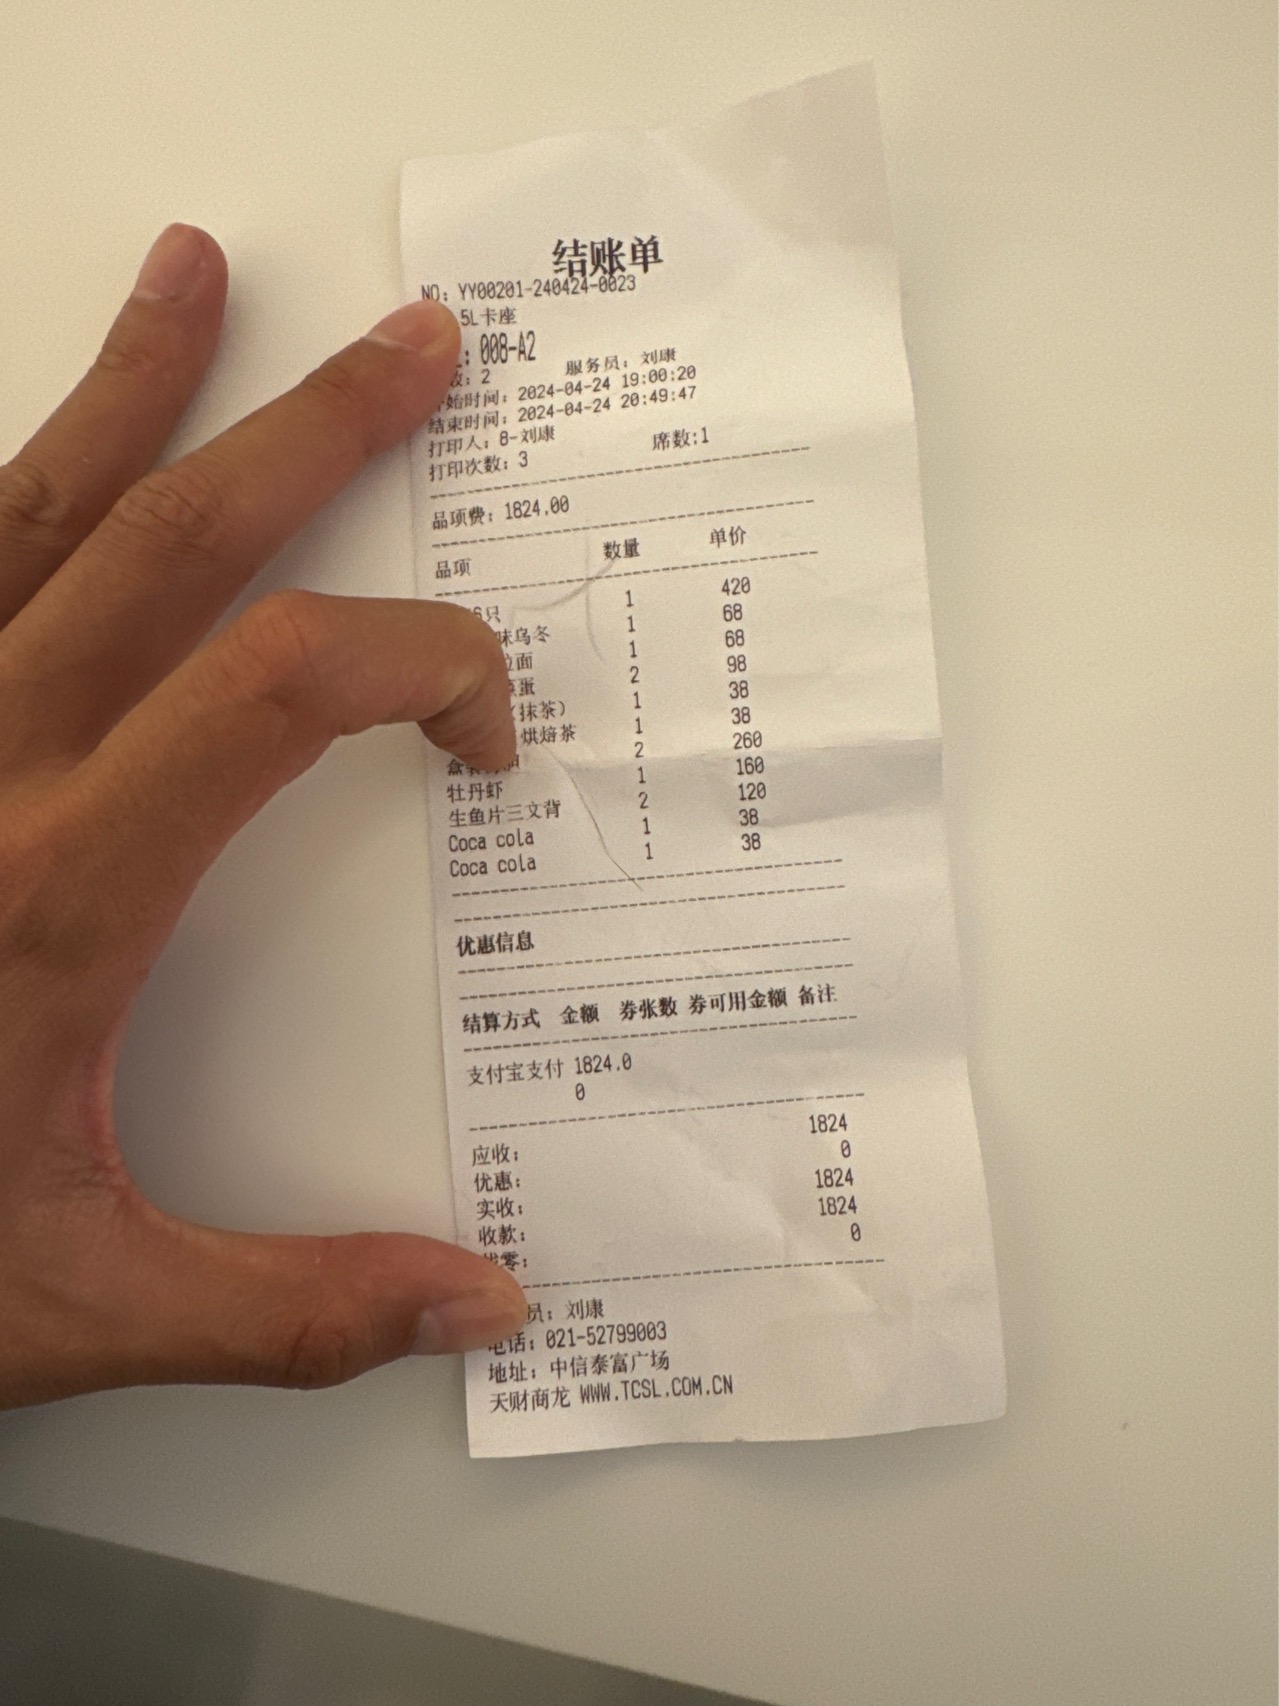 结账单
NO: YY00201-240424-0023
5L卡座
: 008-A2
数: 2 服务员: 刘康
开始时间: 2024-04-24 19:00:20
结束时间: 2024-04-24 20:49:47
打印人: 8-刘康
打印次数: 3 席数:1
品项费: 1824.00
品项 数量 单价
6只 1 420
味乌冬 1 68
拉面 1 68
蛋 2 98
(抹茶) 1 38
烘焙茶 1 38
盒装 2 260
牡丹虾 1 160
生鱼片三文背 2 120
Coca cola 1 38
Coca cola 1 38
优惠信息
结算方式 金额 券张数 券可用金额 备注
支付宝支付 1824.0
0
应收: 1824
优惠: 0
实收: 1824
收款: 1824
找零: 0
员: 刘康
电话: 021-52799003
地址: 中信泰富广场
天财商龙 WWW.TCSL.COM.CN